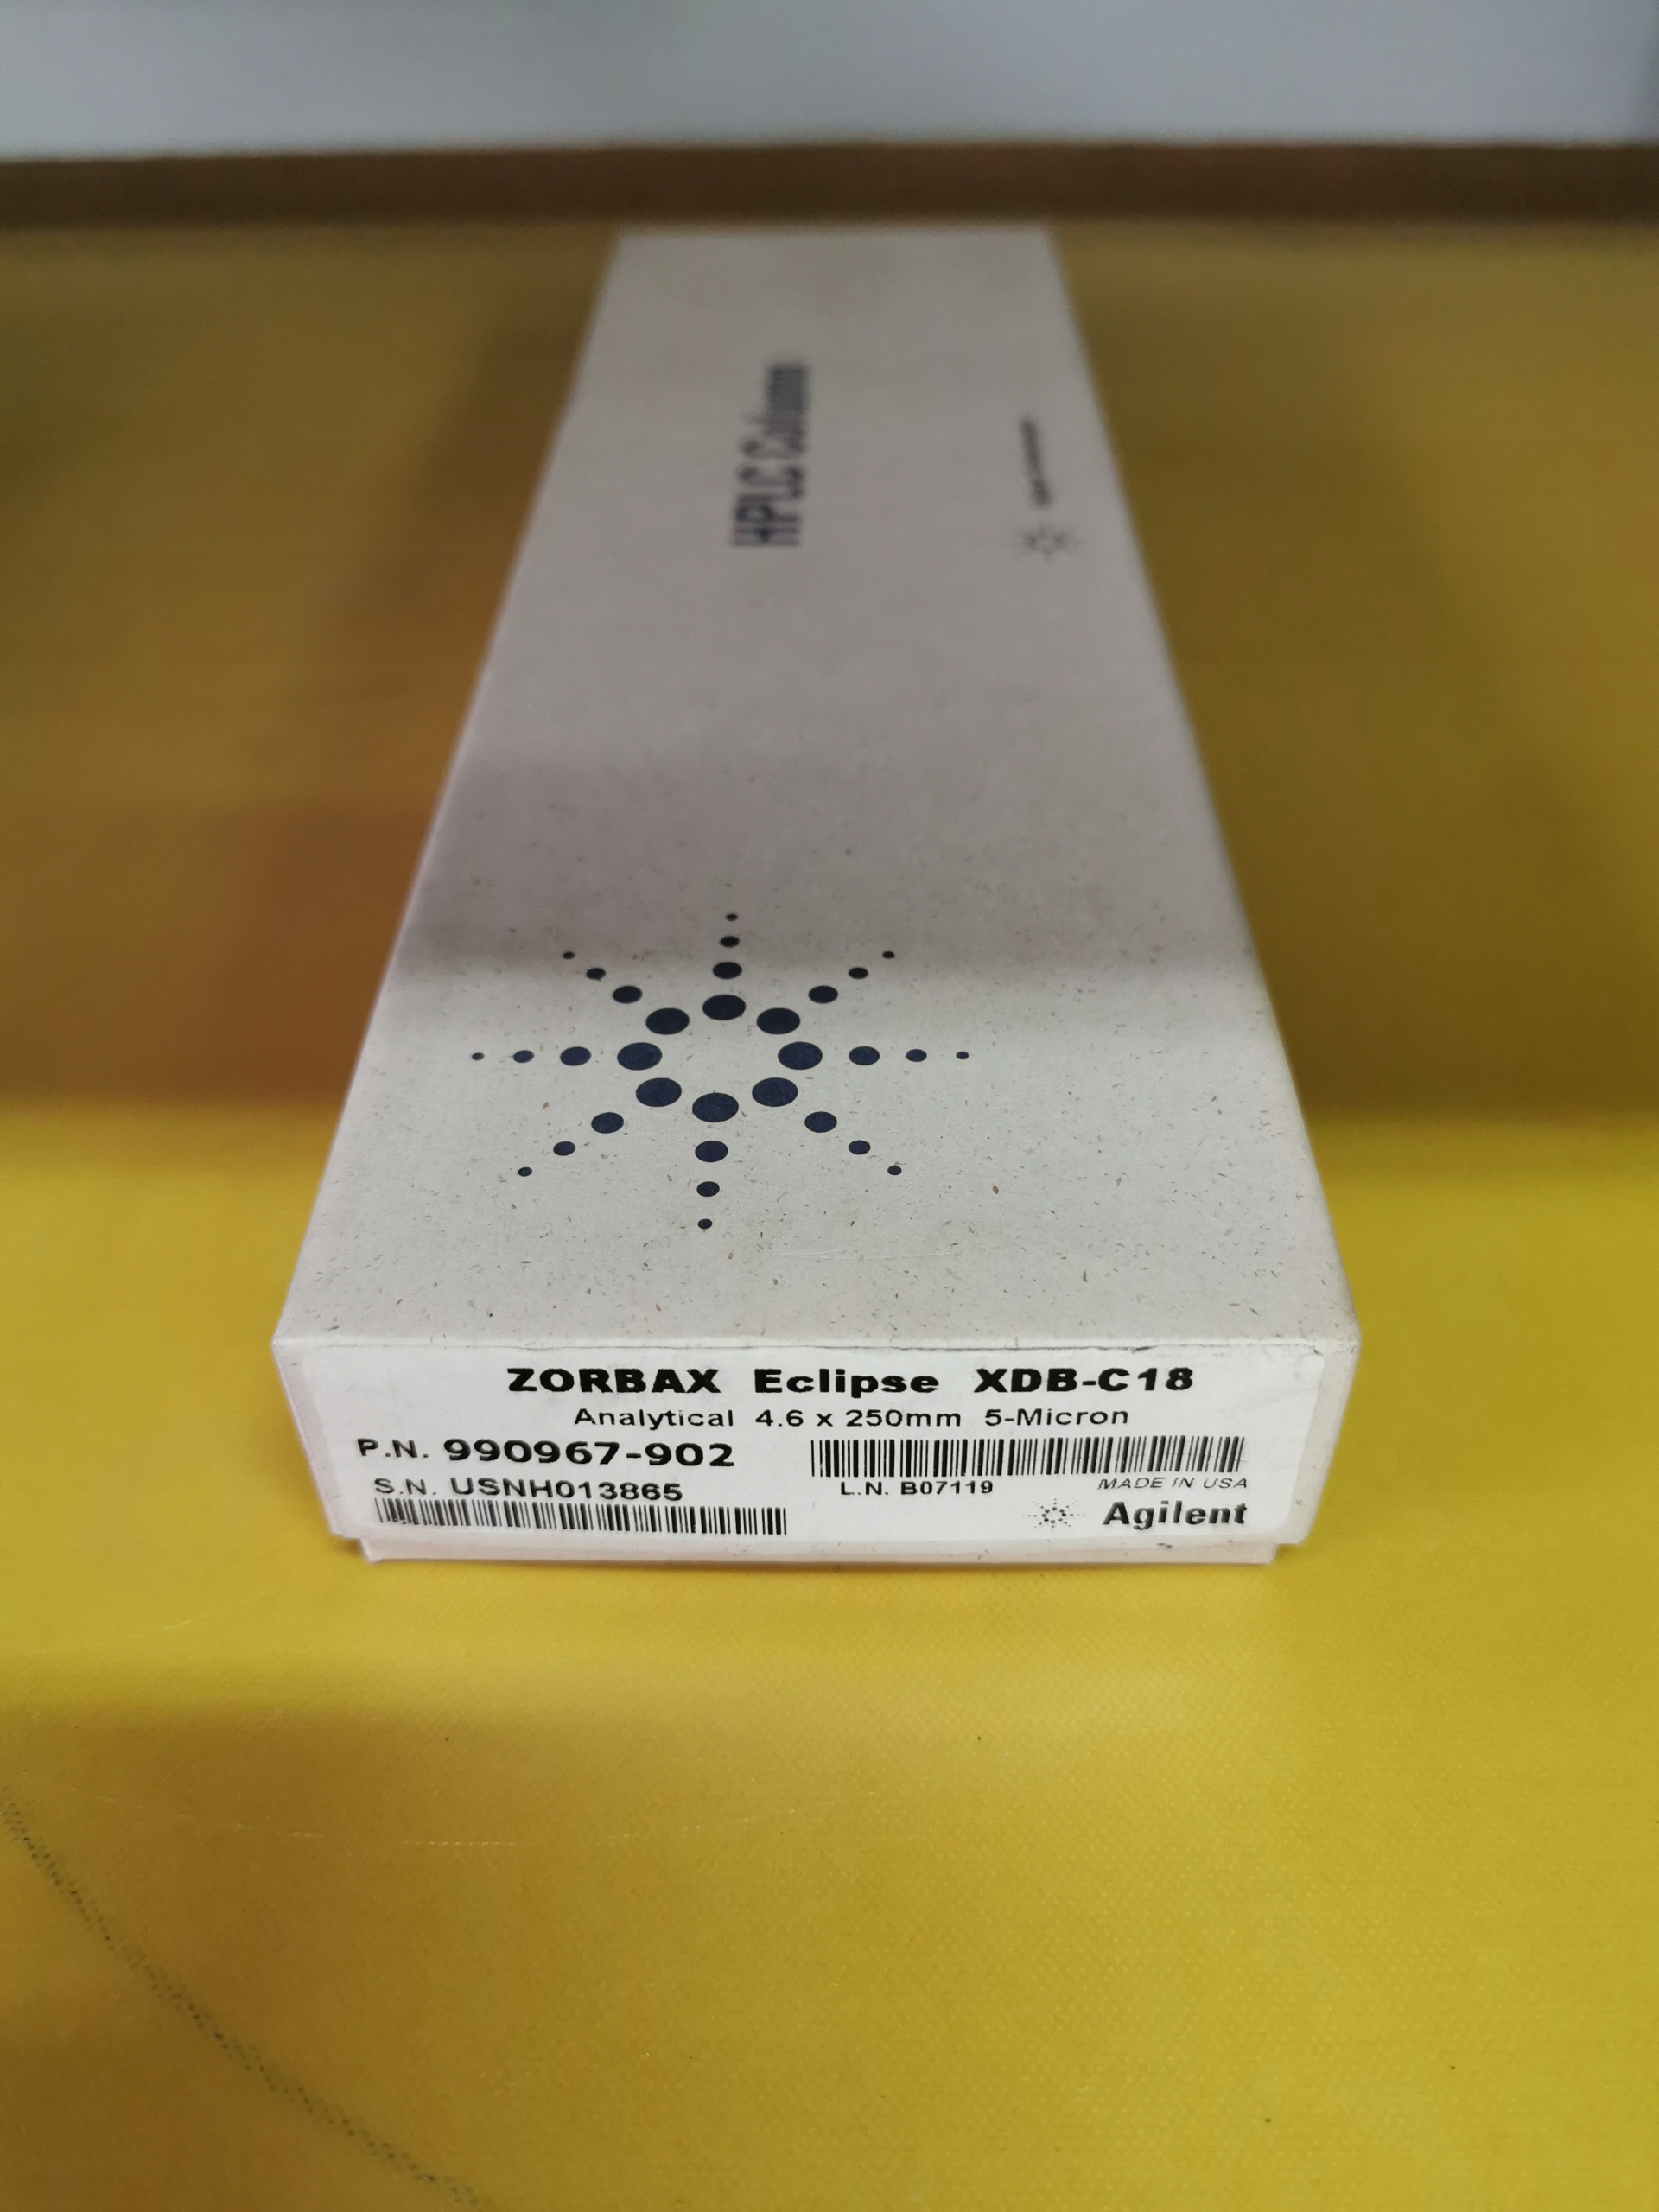 HPLC Column
ZORBAX Eclipse XDB-C18
Analytical 4.6 x 250mm 5-Micron
P.N. 990967-902
S.N. USNH013865
L.N. B07119
MADE IN USA
Agilent